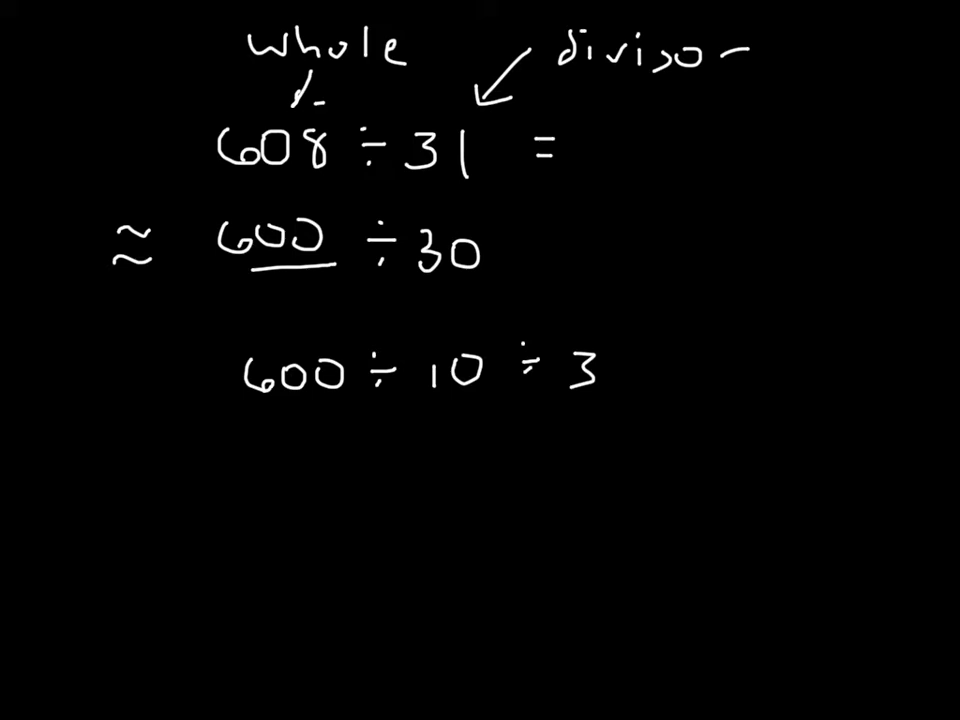 whole divisor
608 ÷ 31 =
≈ 600 ÷ 30
600 ÷ 10 ÷ 3